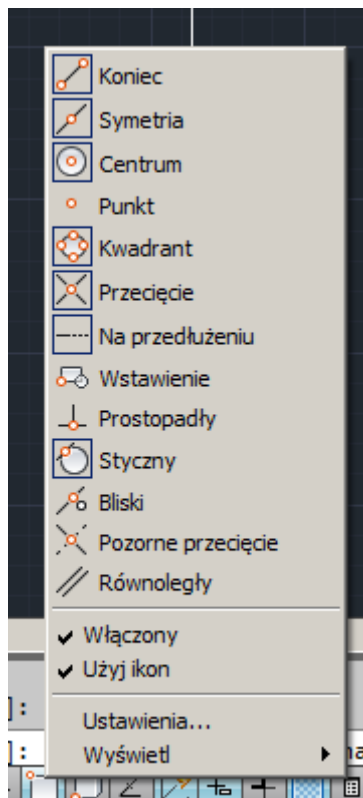 Koniec
Symetria
Centrum
Punkt
Kwadrant
Przecięcie
Na przedłużeniu
Wstawienie
Prostopadły
Styczny
Bliski
Pozorne przecięcie
Równoległy
Włączony
Użyj ikon
]:
Ustawienia...
]:
Wyświetl